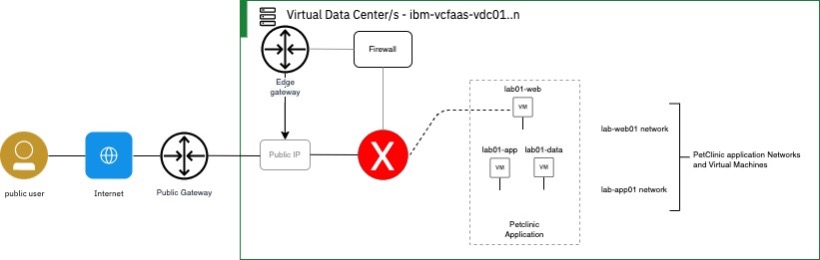 Virtual Data Center/s - ibm-vcfaas-vdc01..n
Firewall
Edge
gateway
lab01-web
VM
lab-web01 network
public user
Internet
Public Gateway
Public IP
X
lab01-app
lab01-data
VM
VM
PetClinic application Networks
and Virtual Machines
lab-app01 network
Petclinic
Application